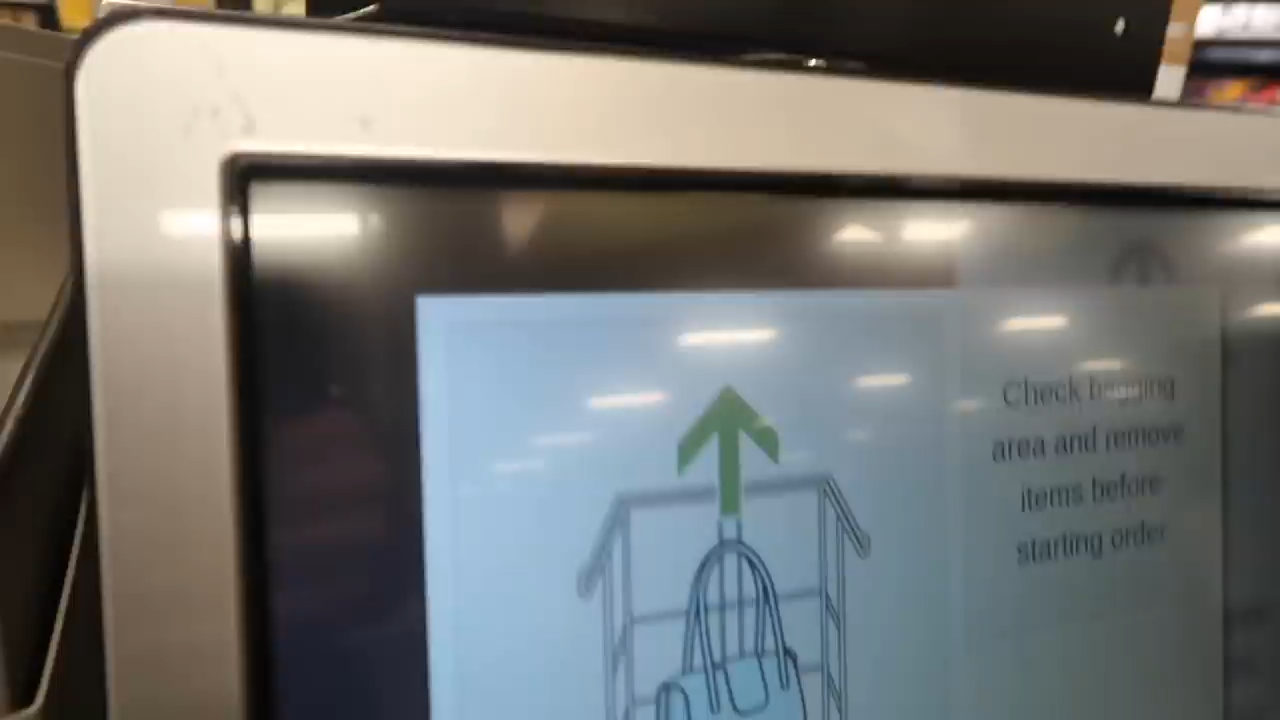 Check bagging
area and remove
items before
starting order